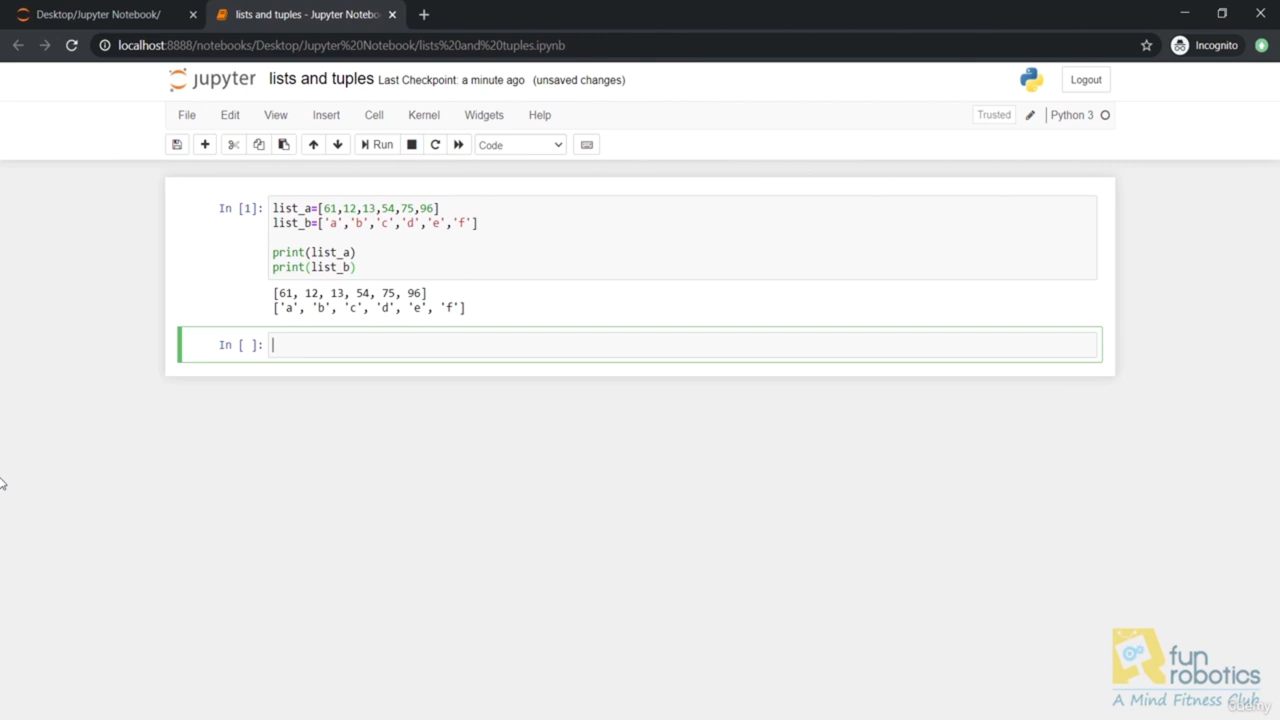 Desktop/Jupyter Notebook/
lists and tuples - Jupyter Notebo
localhost:8888/notebooks/Desktop/Jupyter%20Notebook/lists%20and%20tuples.ipynb
Incognito
jupyter lists and tuples Last Checkpoint: a minute ago (unsaved changes)
Logout
File Edit View Insert Cell Kernel Widgets Help
Trusted Python 3
Run Code
In [1]: list_a=[61,12,13,54,75,96]
list_b=['a','b','c','d','e','f']
print(list_a)
print(list_b)
[61, 12, 13, 54, 75, 96]
['a', 'b', 'c', 'd', 'e', 'f']
In [ ]:
fun
robotics
A Mind Fitness Club
udemy